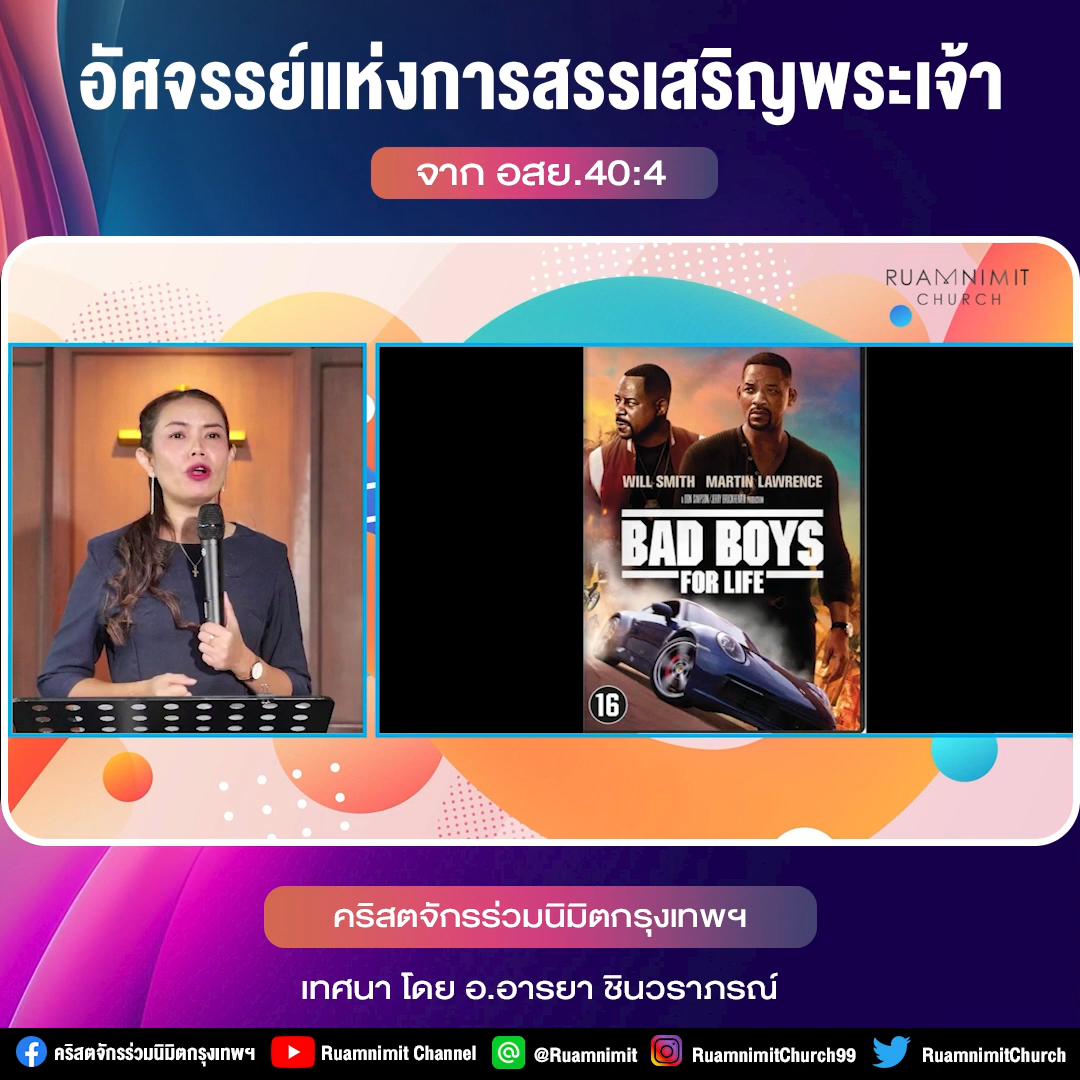 อัศจรรย์แห่งการสรรเสริญพระเจ้า
จาก อสย.40:4
RUAMNIMIT
CHURCH
WILL SMITH MARTIN LAWRENCE
A DON SIMPSON/JERRY BRUCKHEIMER PRODUCTION
BAD BOYS
FOR LIFE
16
คริสตจักรร่วมนิมิตกรุงเทพฯ
เทศนา โดย อ.อารยา ชินวราภรณ์
คริสตจักรร่วมนิมิตกรุงเทพฯ Ruamnimit Channel @Ruamnimit RuamnimitChurch99 RuamnimitChurch